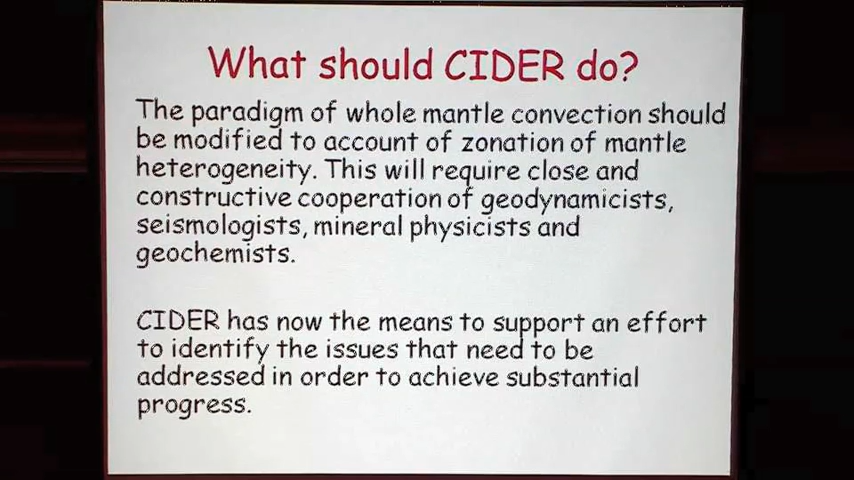 What should CIDER do?
The paradigm of whole mantle convection should
be modified to account of zonation of mantle
heterogeneity. This will require close and
constructive cooperation of geodynamicists,
seismologists, mineral physicists and
geochemists.
CIDER has now the means to support an effort
to identify the issues that need to be
addressed in order to achieve substantial
progress.